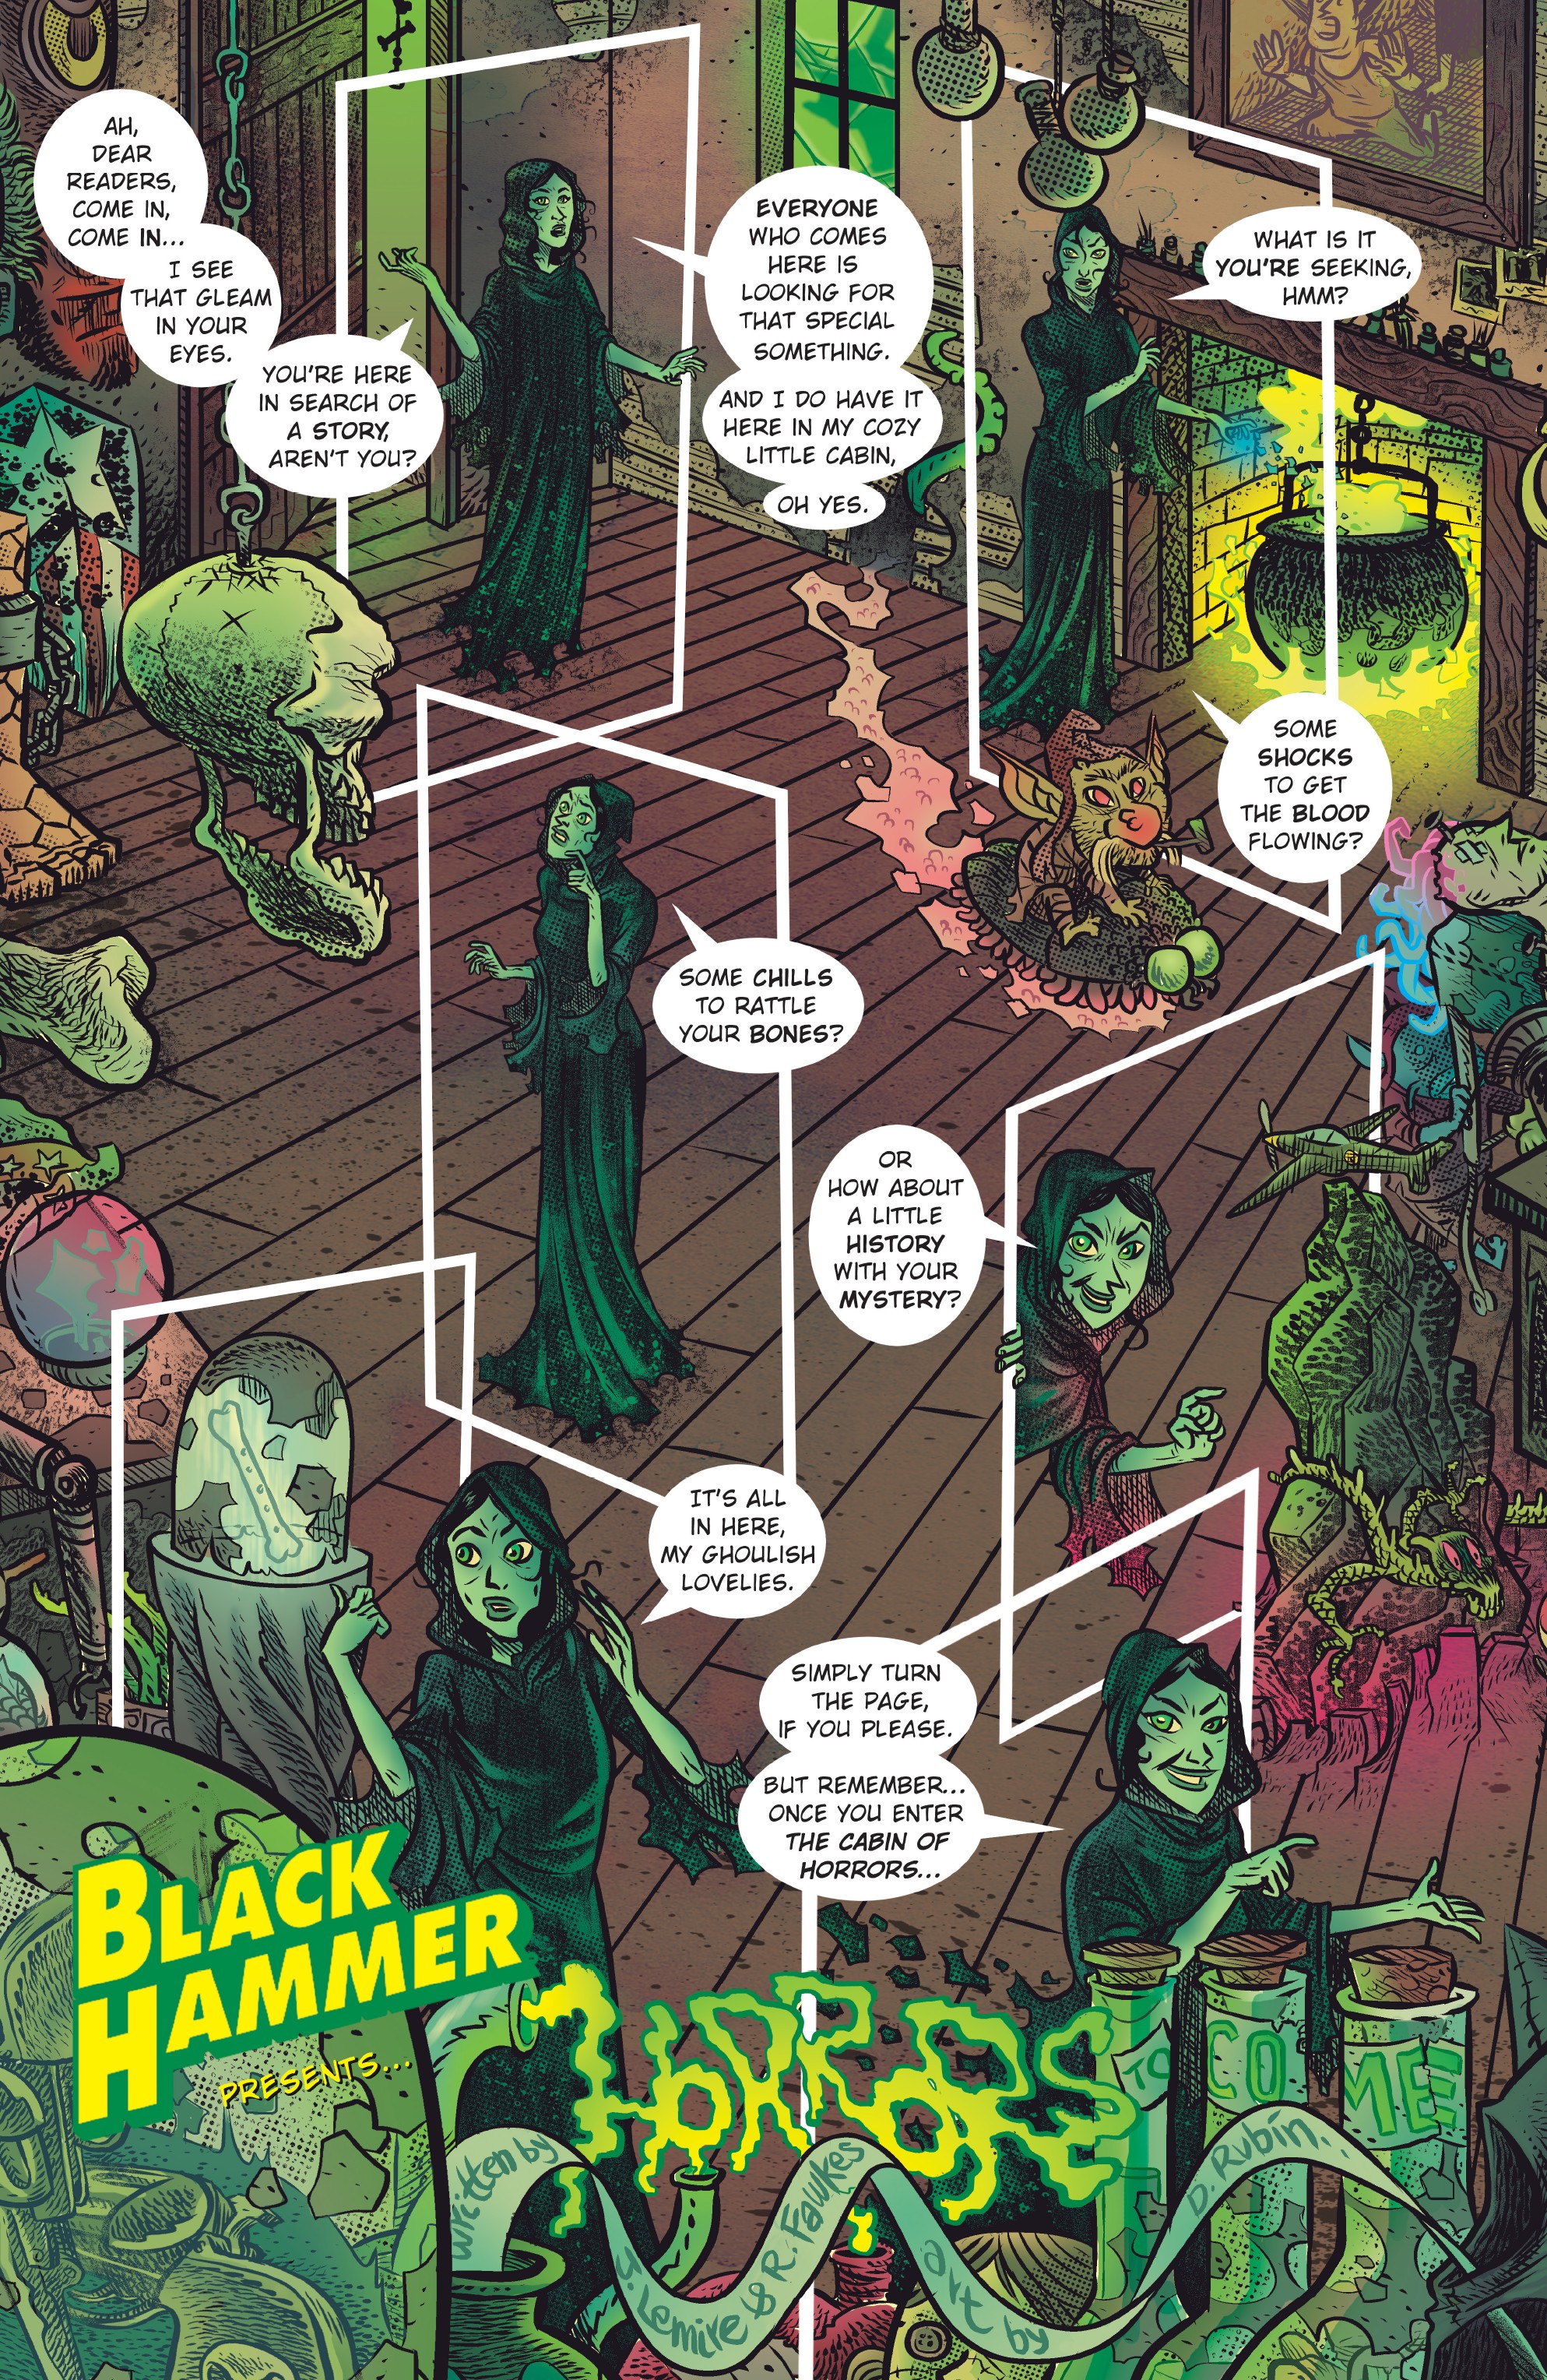 AH,
DEAR
READERS,
COME IN,
COME IN...
I SEE
THAT GLEAM
IN YOUR
EYES.
YOU'RE HERE
IN SEARCH OF
A STORY,
AREN'T YOU?
EVERYONE
WHO COMES
HERE IS
LOOKING FOR
THAT SPECIAL
SOMETHING.
AND I DO HAVE IT
HERE IN MY COZY
LITTLE CABIN,
OH YES.
WHAT IS IT
YOU'RE SEEKING,
HMM?
SOME
SHOCKS
TO GET
THE BLOOD
FLOWING?
SOME CHILLS
TO RATTLE
YOUR BONES?
OR
HOW ABOUT
A LITTLE
HISTORY
WITH YOUR
MYSTERY?
IT'S ALL
IN HERE,
MY GHOULISH
LOVELIES.
SIMPLY TURN
THE PAGE,
IF YOU PLEASE.
BUT REMEMBER...
ONCE YOU ENTER
THE CABIN OF
HORRORS...
BLACK
HAMMER
PRESENTS...
HORRORS
TO COME
written by
J. Lemire & R. Fawkes
art by
D. Rubín.